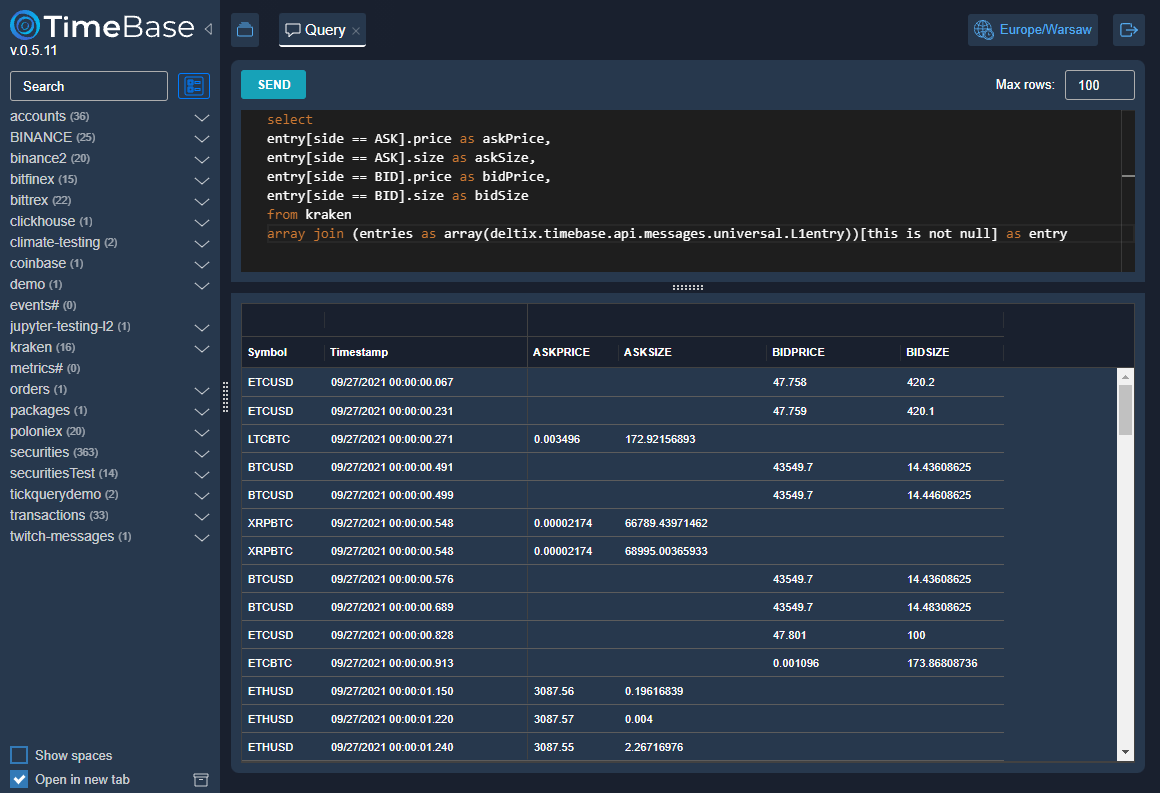 TimeBase
v.0.5.11
Search
accounts (36)
BINANCE (25)
binance2 (20)
bitfinex (15)
bittrex (22)
clickhouse (1)
climate-testing (2)
coinbase (1)
demo (1)
events# (0)
jupyter-testing-l2 (1)
kraken (16)
metrics# (0)
orders (1)
packages (1)
poloniex (20)
securities (363)
securitiesTest (14)
tickquerydemo (2)
transactions (33)
twitch-messages (1)
Show spaces
Open in new tab
Query
Europe/Warsaw
SEND
Max rows: 100
select
entry[side == ASK].price as askPrice,
entry[side == ASK].size as askSize,
entry[side == BID].price as bidPrice,
entry[side == BID].size as bidSize
from kraken
array join (entries as array(deltix.timebase.api.messages.universal.L1entry))[this is not null] as entry
Symbol Timestamp ASKPRICE ASKSIZE BIDPRICE BIDSIZE
ETCUSD 09/27/2021 00:00:00.067 47.758 420.2
ETCUSD 09/27/2021 00:00:00.231 47.759 420.1
LTCBTC 09/27/2021 00:00:00.271 0.003496 172.92156893
BTCUSD 09/27/2021 00:00:00.491 43549.7 14.43608625
BTCUSD 09/27/2021 00:00:00.499 43549.7 14.44608625
XRPBTC 09/27/2021 00:00:00.548 0.00002174 66789.43971462
XRPBTC 09/27/2021 00:00:00.548 0.00002174 68995.00365933
BTCUSD 09/27/2021 00:00:00.576 43549.7 14.43608625
BTCUSD 09/27/2021 00:00:00.689 43549.7 14.48308625
ETCUSD 09/27/2021 00:00:00.828 47.801 100
ETCBTC 09/27/2021 00:00:00.913 0.001096 173.86808736
ETHUSD 09/27/2021 00:00:01.150 3087.56 0.19616839
ETHUSD 09/27/2021 00:00:01.220 3087.57 0.004
ETHUSD 09/27/2021 00:00:01.240 3087.55 2.26716976